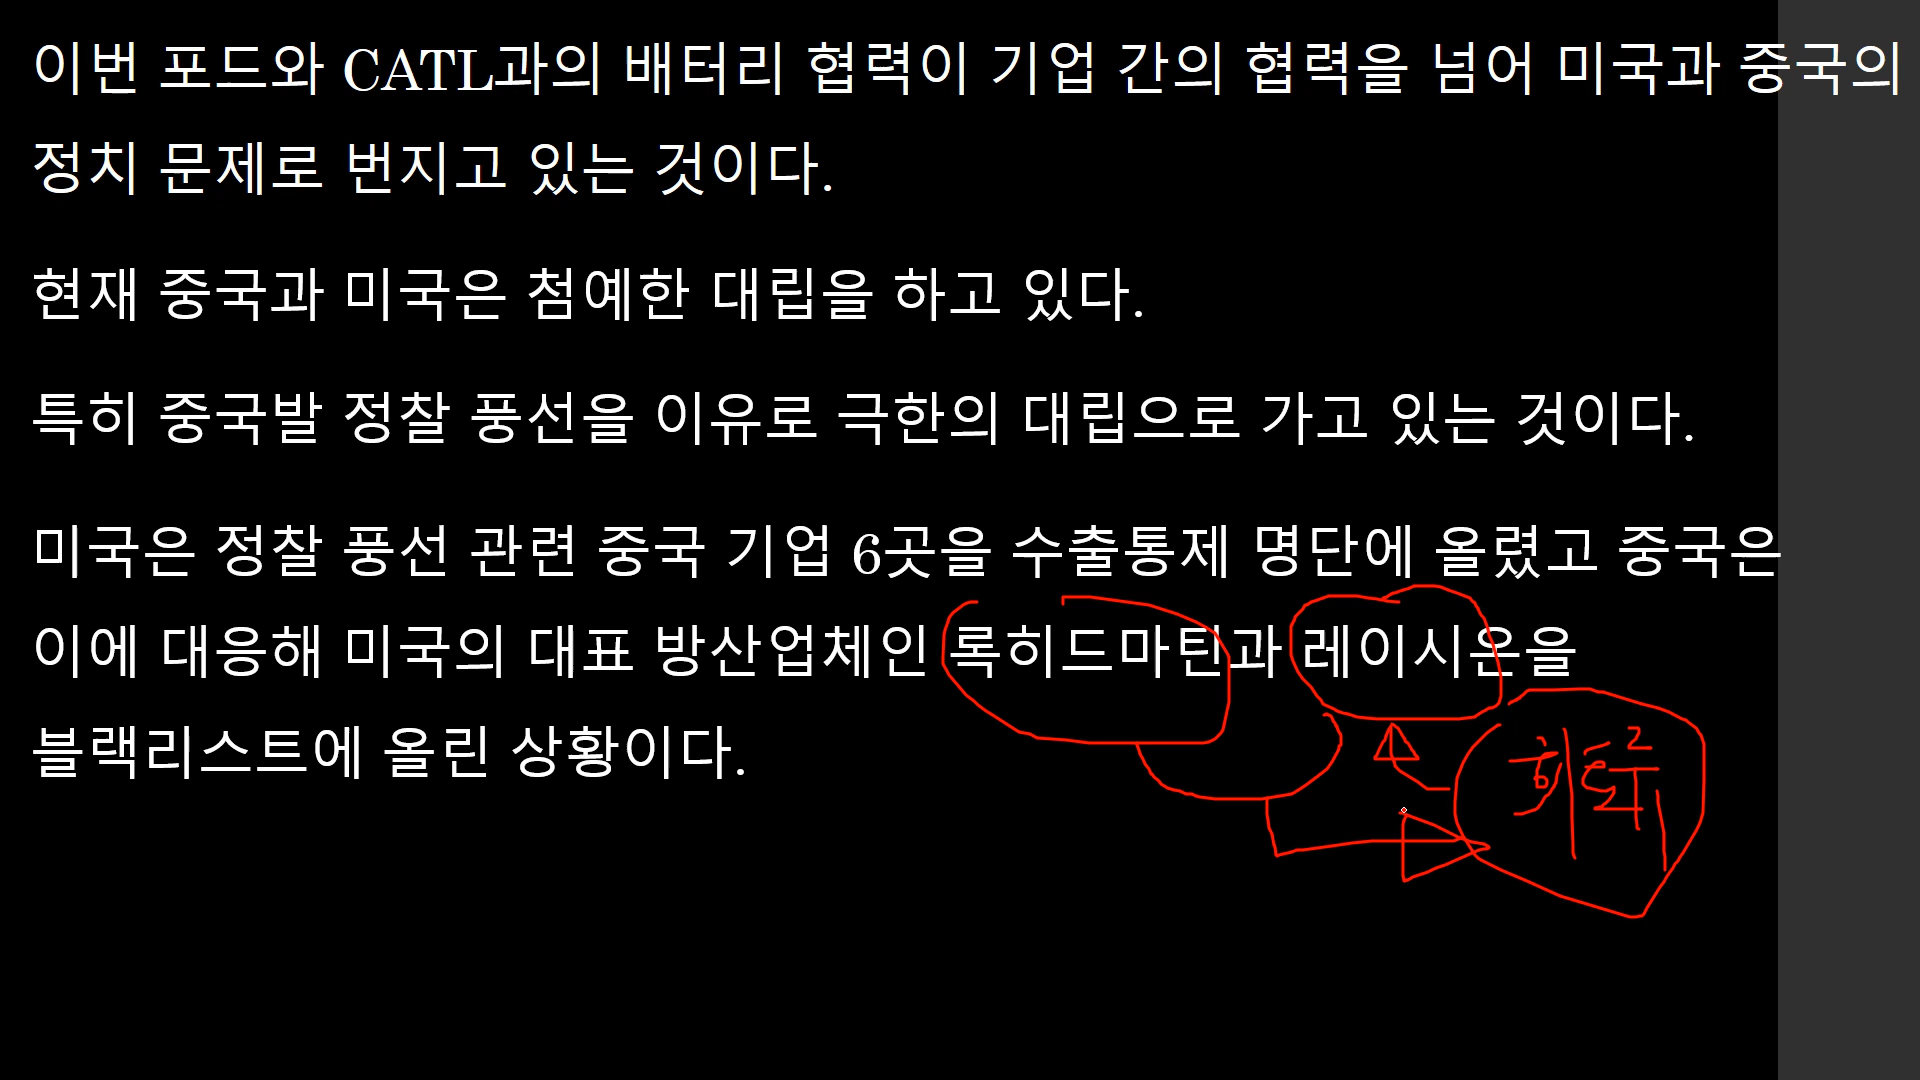 이번 포드와 CATL과의 배터리 협력이 기업 간의 협력을 넘어 미국과 중국의
정치 문제로 번지고 있는 것이다.
현재 중국과 미국은 첨예한 대립을 하고 있다.
특히 중국발 정찰 풍선을 이유로 극한의 대립으로 가고 있는 것이다.
미국은 정찰 풍선 관련 중국 기업 6곳을 수출통제 명단에 올렸고 중국은
이에 대응해 미국의 대표 방산업체인 록히드마틴과 레이시온을
블랙리스트에 올린 상황이다.